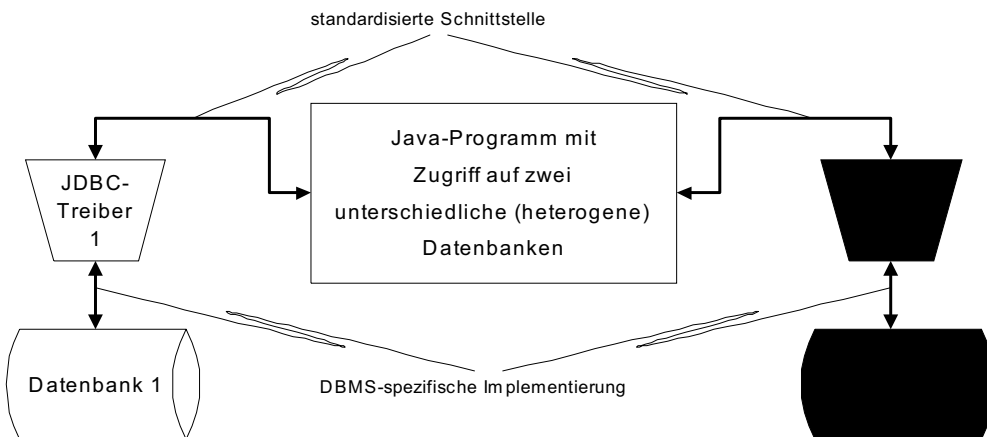 standardisierte Schnittstelle
Java-Programm mit
Zugriff auf zwei
unterschiedliche (heterogene)
Datenbanken
JDBC-
Treiber
1
Datenbank 1
DBMS-spezifische Implementierung